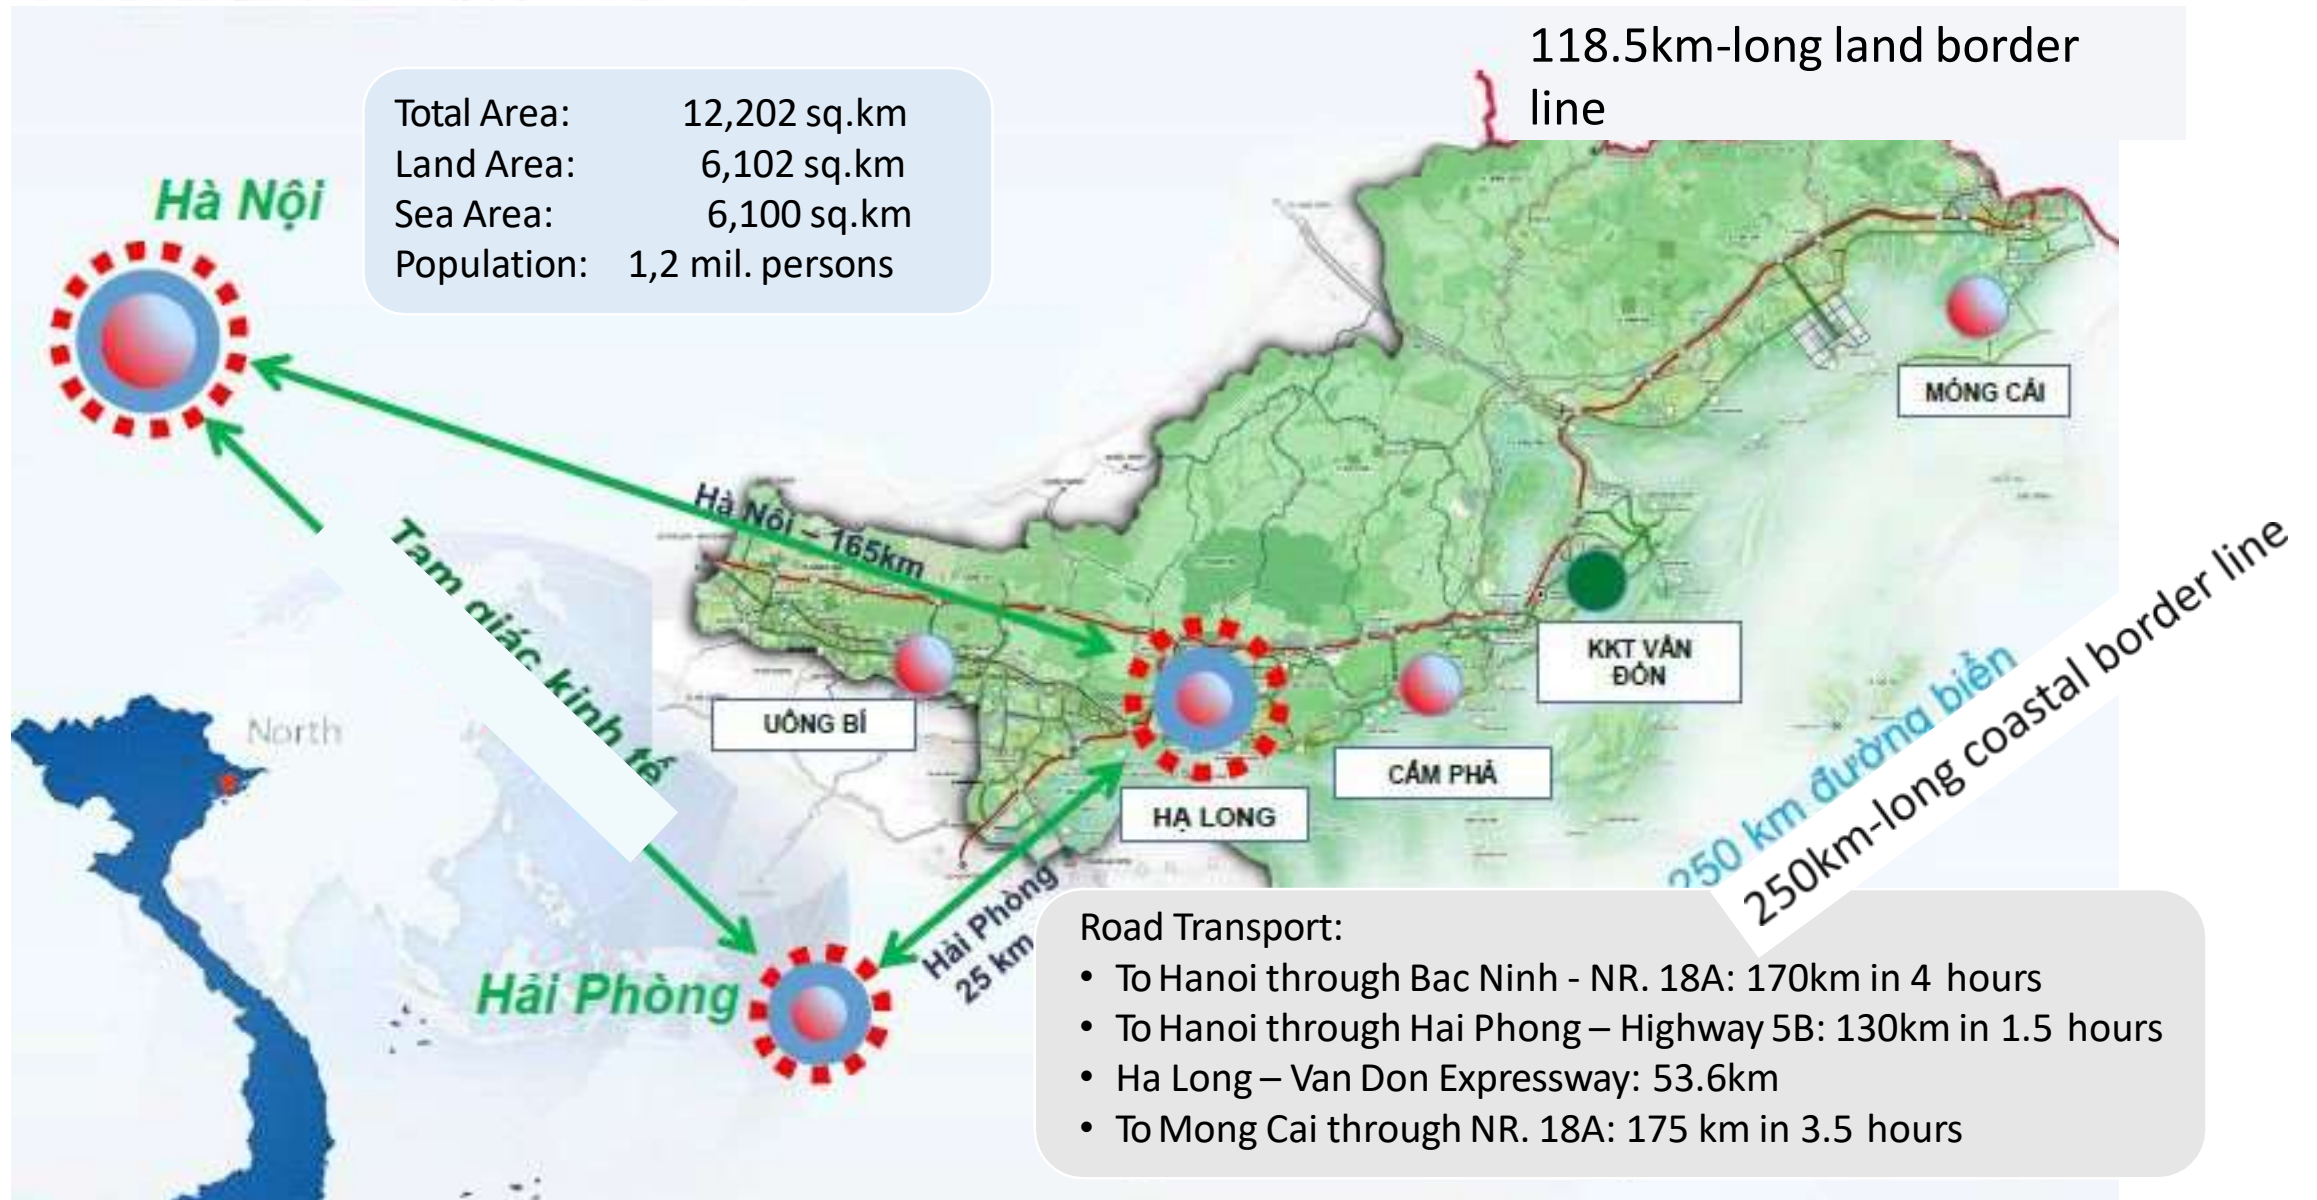 118.5km-long land border
line
Total Area: 12,202 sq.km
Land Area: 6,102 sq.km
Sea Area: 6,100 sq.km
Population: 1,2 mil. persons
Hà Nội
MÓNG CÁI
Hà Nội – 165km
Tam giác kinh tế
KKT VÂN
ĐỒN
UÔNG BÍ
North
CẨM PHẢ
HẠ LONG
250 km đường biển
250km-long coastal border line
Hải Phòng
25 km
Hải Phòng
Road Transport:
• To Hanoi through Bac Ninh - NR. 18A: 170km in 4 hours
• To Hanoi through Hai Phong – Highway 5B: 130km in 1.5 hours
• Ha Long – Van Don Expressway: 53.6km
• To Mong Cai through NR. 18A: 175 km in 3.5 hours